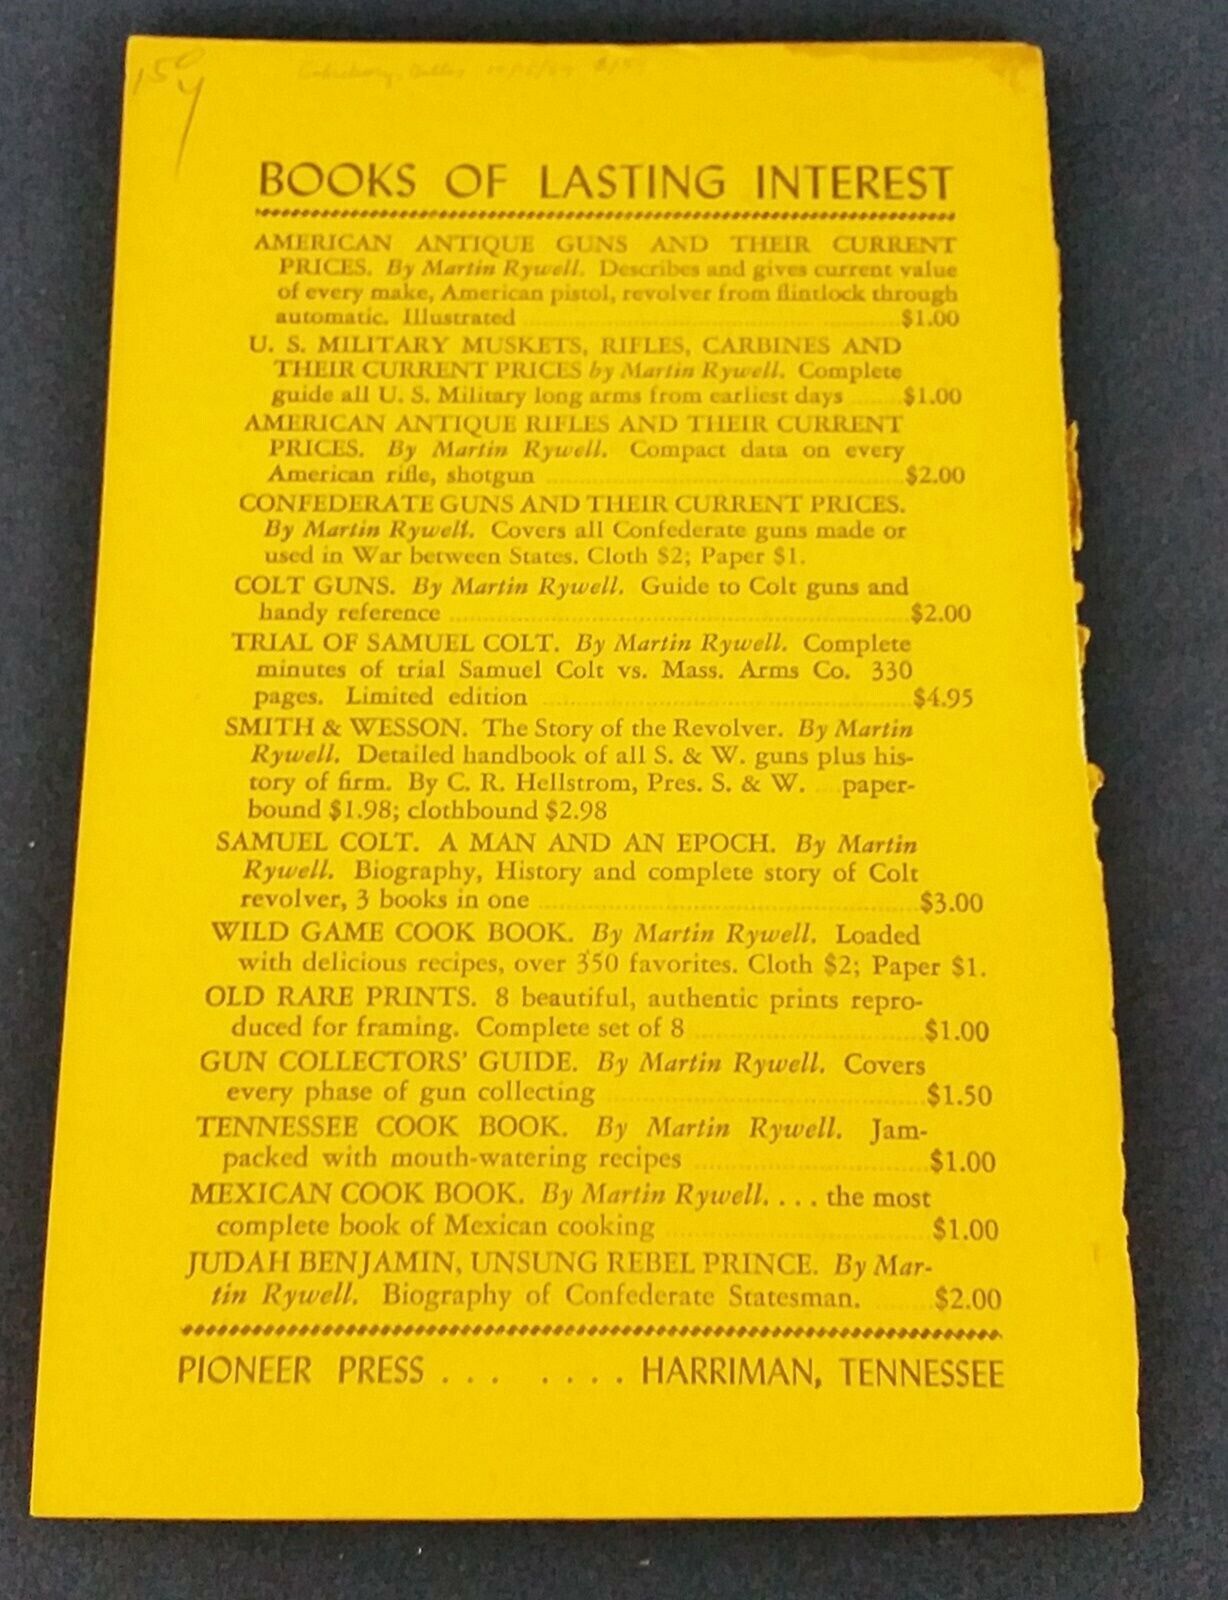 BOOKS OF LASTING INTEREST
AMERICAN ANTIQUE GUNS AND THEIR CURRENT
PRICES. By Martin Rywell. Describes and gives current value
of every make, American pistol, revolver from flintlock through
automatic. Illustrated ........ $1.00
U. S. MILITARY MUSKETS, RIFLES, CARBINES AND
THEIR CURRENT PRICES by Martin Rywell. Complete
guide all U. S. Military long arms from earliest days ........ $1.00
AMERICAN ANTIQUE RIFLES AND THEIR CURRENT
PRICES. By Martin Rywell. Compact data on every
American rifle, shotgun ........ $2.00
CONFEDERATE GUNS AND THEIR CURRENT PRICES.
By Martin Rywell. Covers all Confederate guns made or
used in War between States. Cloth $2; Paper $1.
COLT GUNS. By Martin Rywell. Guide to Colt guns and
handy reference ........ $2.00
TRIAL OF SAMUEL COLT. By Martin Rywell. Complete
minutes of trial Samuel Colt vs. Mass. Arms Co. 330
pages. Limited edition ........ $4.95
SMITH & WESSON. The Story of the Revolver. By Martin
Rywell. Detailed handbook of all S. & W. guns plus his-
tory of firm. By C. R. Hellstrom, Pres. S. & W. ... paper-
bound $1.98; clothbound $2.98
SAMUEL COLT. A MAN AND AN EPOCH. By Martin
Rywell. Biography, History and complete story of Colt
revolver, 3 books in one ........ $3.00
WILD GAME COOK BOOK. By Martin Rywell. Loaded
with delicious recipes, over 350 favorites. Cloth $2; Paper $1.
OLD RARE PRINTS. 8 beautiful, authentic prints repro-
duced for framing. Complete set of 8 ........ $1.00
GUN COLLECTORS' GUIDE. By Martin Rywell. Covers
every phase of gun collecting ........ $1.50
TENNESSEE COOK BOOK. By Martin Rywell. Jam-
packed with mouth-watering recipes ........ $1.00
MEXICAN COOK BOOK. By Martin Rywell. . . . the most
complete book of Mexican cooking ........ $1.00
JUDAH BENJAMIN, UNSUNG REBEL PRINCE. By Mar-
tin Rywell. Biography of Confederate Statesman. ........ $2.00
PIONEER PRESS . . . . . . . HARRIMAN, TENNESSEE